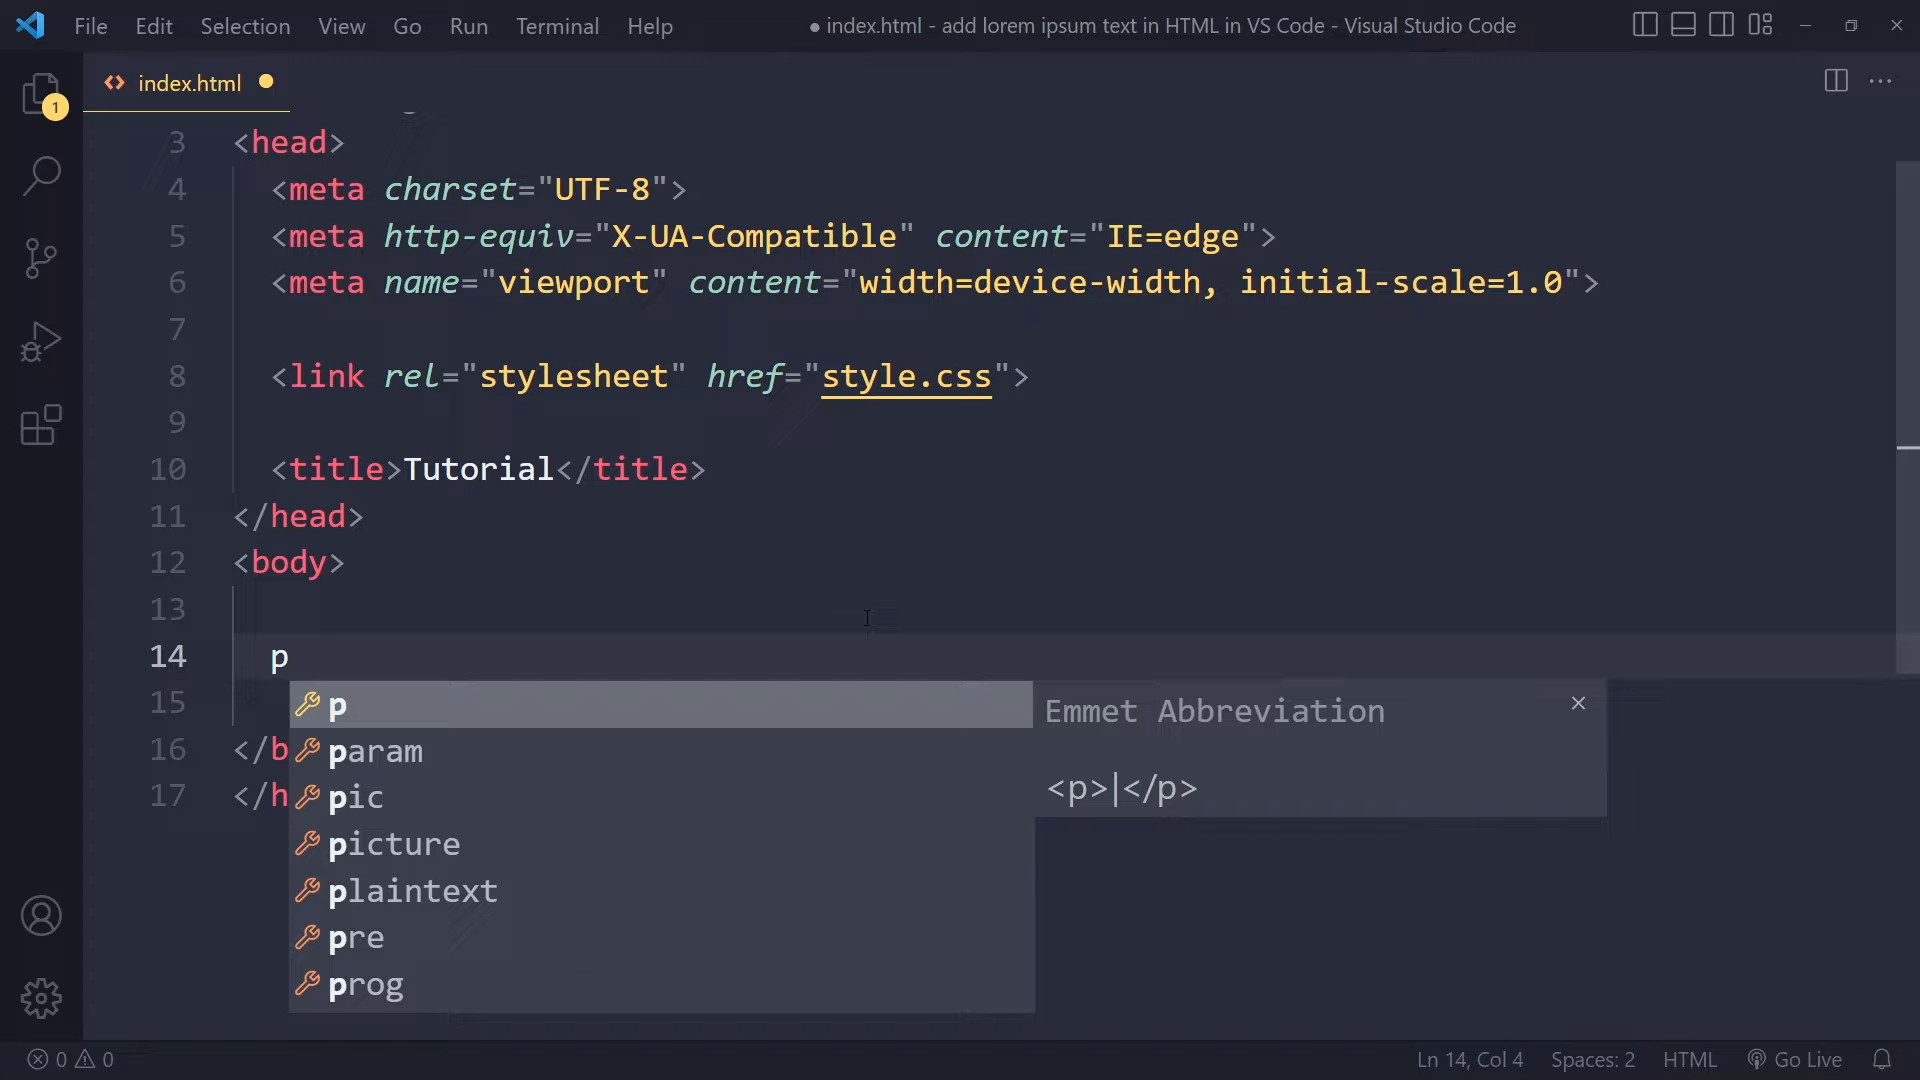 File Edit Selection View Go Run Terminal Help ● index.html - add lorem ipsum text in HTML in VS Code - Visual Studio Code
index.html
1
3 <head>
4 <meta charset="UTF-8">
5 <meta http-equiv="X-UA-Compatible" content="IE=edge">
6 <meta name="viewport" content="width=device-width, initial-scale=1.0">
7
8 <link rel="stylesheet" href="style.css">
9
10 <title>Tutorial</title>
11 </head>
12 <body>
13
14 p
15 p
Emmet Abbreviation
param
16 </b
<p>|</p>
17 </h
pic
picture
plaintext
pre
prog
0 0 Ln 14, Col 4 Spaces: 2 HTML Go Live